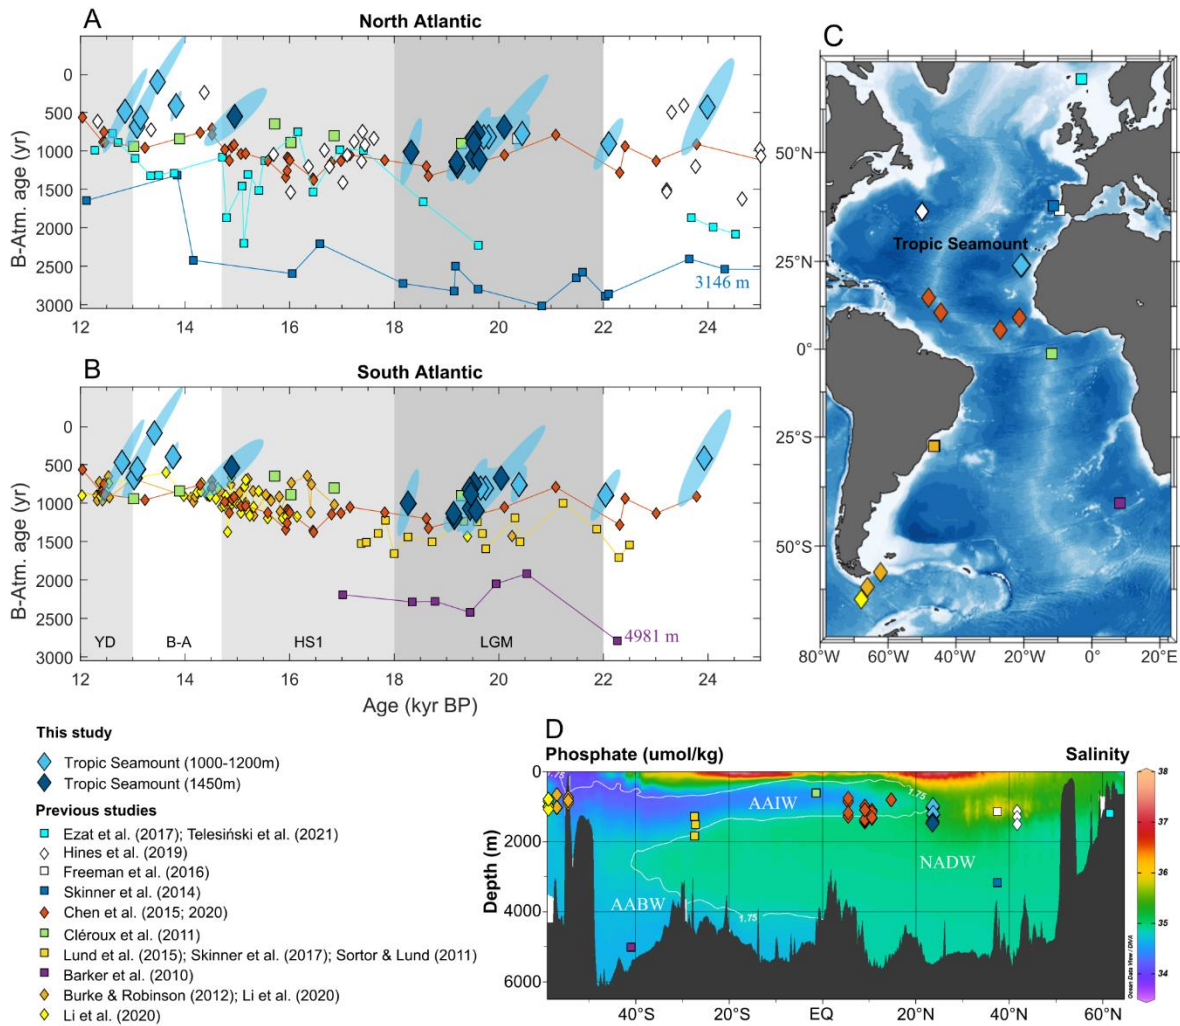 A
North Atlantic
B-Atm. age (yr)
0
500
1000
1500
2000
2500
3000
3146 m
12
14
16
18
20
22
24
B
South Atlantic
B-Atm. age (yr)
0
500
1000
1500
2000
2500
3000
4981 m
YD
B-A
HS1
LGM
12
14
16
18
20
22
24
Age (kyr BP)
C
50°N
25°N
0°
25°S
50°S
Tropic Seamount
80°W
60°W
40°W
20°W
0°
20°E
This study
Tropic Seamount (1000-1200m)
Tropic Seamount (1450m)
Previous studies
Ezat et al. (2017); Telesiński et al. (2021)
Hines et al. (2019)
Freeman et al. (2016)
Skinner et al. (2014)
Chen et al. (2015; 2020)
Cléroux et al. (2011)
Lund et al. (2015); Skinner et al. (2017); Sortor & Lund (2011)
Barker et al. (2010)
Burke & Robinson (2012); Li et al. (2020)
Li et al. (2020)
D
Phosphate (umol/kg)
Salinity
Depth (m)
0
2000
4000
6000
1.75
1.75
1.75
AAIW
NADW
AABW
40°S
20°S
EQ
20°N
40°N
60°N
38
37
36
35
34
Ocean Data View / DIVA